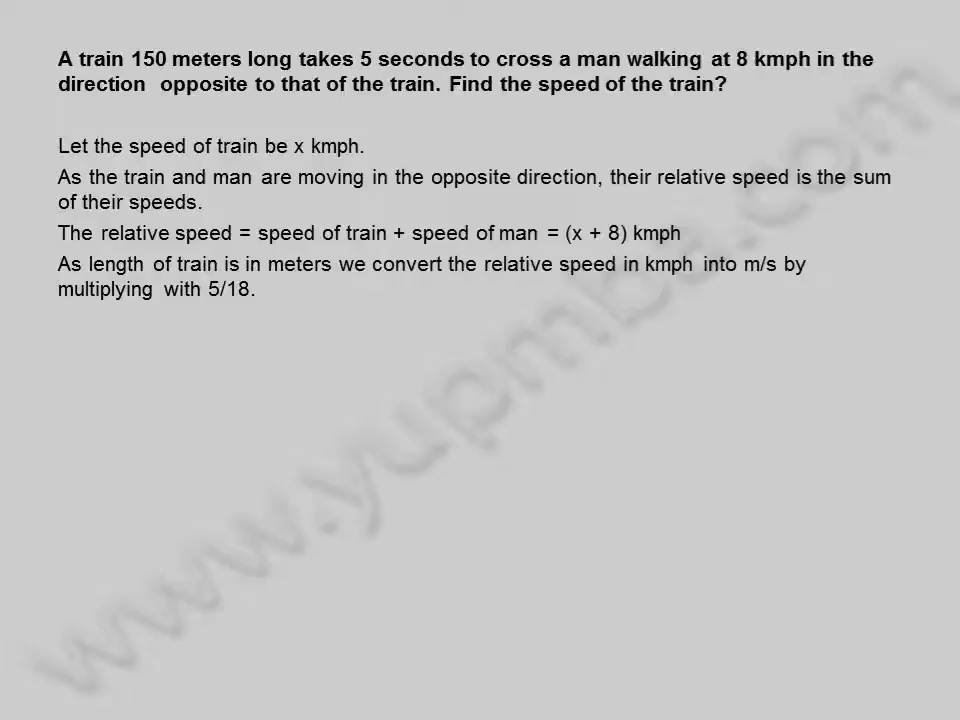 A train 150 meters long takes 5 seconds to cross a man walking at 8 kmph in the
direction opposite to that of the train. Find the speed of the train?
Let the speed of train be x kmph.
As the train and man are moving in the opposite direction, their relative speed is the sum
of their speeds.
The relative speed = speed of train + speed of man = (x + 8) kmph
As length of train is in meters we convert the relative speed in kmph into m/s by
multiplying with 5/18.
www.yupmba.com